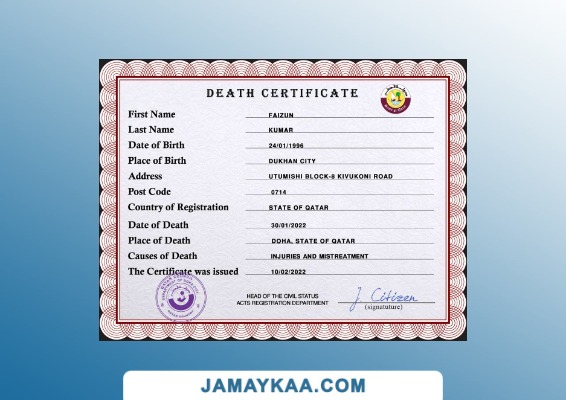 DEATH CERTIFICATE
First Name FAIZUN
Last Name KUMAR
Date of Birth 24/01/1996
Place of Birth DUKHAN CITY
Address UTUMISHI BLOCK-8 KIVUKONI ROAD
Post Code 0714
Country of Registration STATE OF QATAR
Date of Death 30/01/2022
Place of Death DOHA, STATE OF QATAR
Causes of Death INJURIES AND MISTREATMENT
The Certificate was issued 10/02/2022
HEAD OF THE CIVIL STATUS
ACTS REGISTRATION DEPARTMENT
J. Citizen
(signatuture)
JAMAYKAA.COM